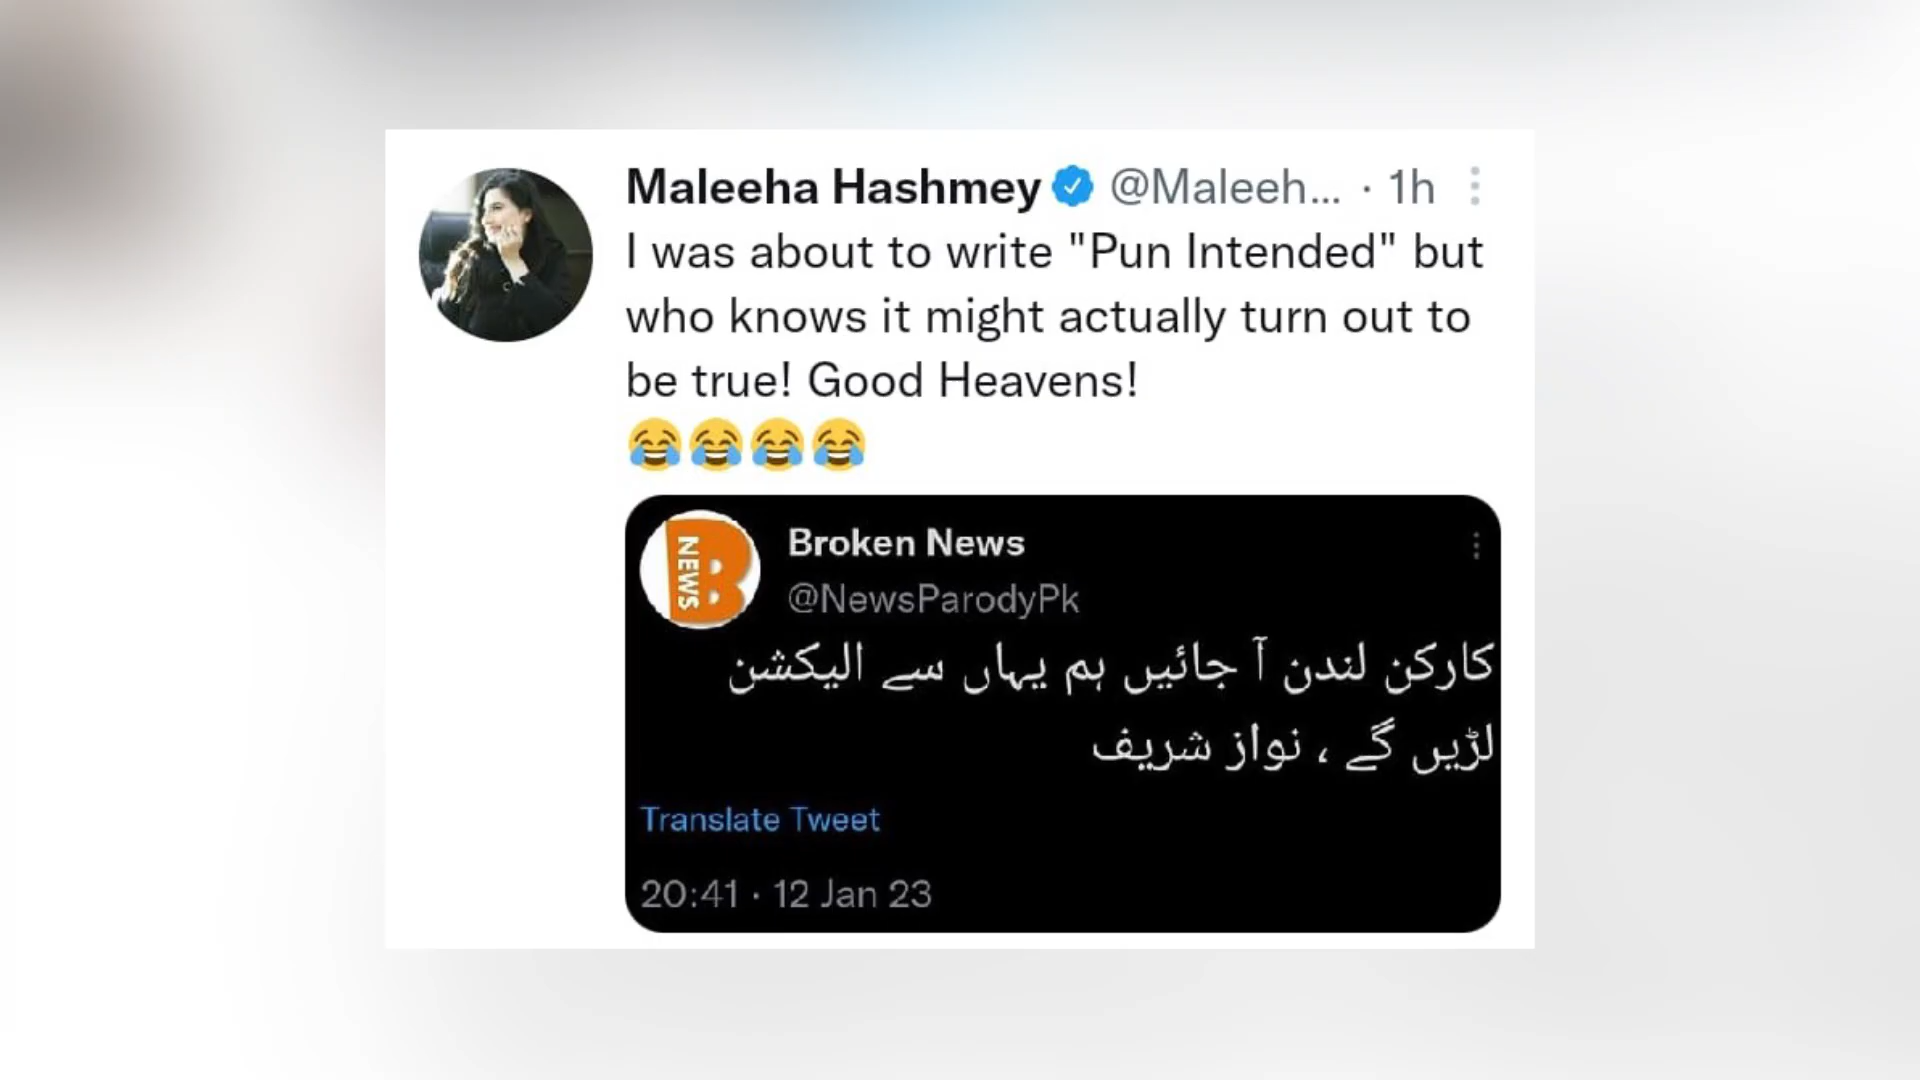 Maleeha Hashmey @Maleeh... · 1h
I was about to write "Pun Intended" but
who knows it might actually turn out to
be true! Good Heavens!
😂😂😂😂
B NEWS
Broken News
@NewsParodyPk
کارکن لندن آ جائیں ہم یہاں سے الیکشن
لڑیں گے ، نواز شریف
Translate Tweet
20:41 · 12 Jan 23